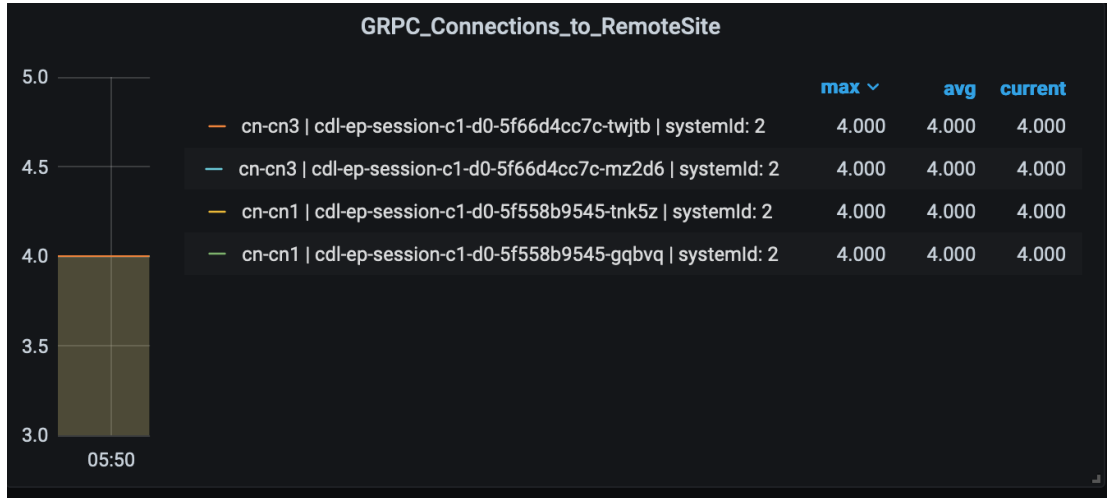 GRPC_Connections_to_RemoteSite
max avg current
cn-cn3 | cdl-ep-session-c1-d0-5f66d4cc7c-twjtb | systemId: 2 4.000 4.000 4.000
cn-cn3 | cdl-ep-session-c1-d0-5f66d4cc7c-mz2d6 | systemId: 2 4.000 4.000 4.000
cn-cn1 | cdl-ep-session-c1-d0-5f558b9545-tnk5z | systemId: 2 4.000 4.000 4.000
cn-cn1 | cdl-ep-session-c1-d0-5f558b9545-gqbvq | systemId: 2 4.000 4.000 4.000
5.0
4.5
4.0
3.5
3.0
05:50